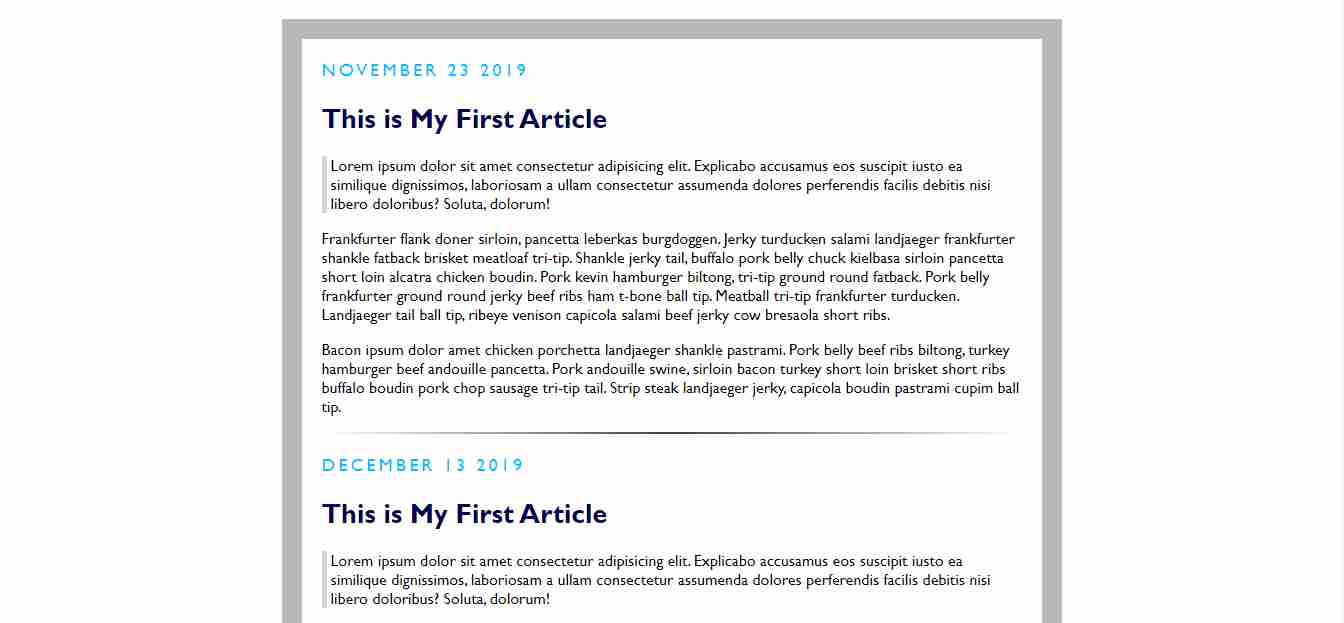 NOVEMBER 23 2019
This is My First Article
Lorem ipsum dolor sit amet consectetur adipisicing elit. Explicabo accusamus eos suscipit iusto ea
similique dignissimos, laboriosam a ullam consectetur assumenda dolores perferendis facilis debitis nisi
libero doloribus? Soluta, dolorum!
Frankfurter flank doner sirloin, pancetta leberkas burgdoggen. Jerky turducken salami landjaeger frankfurter
shankle fatback brisket meatloaf tri-tip. Shankle jerky tail, buffalo pork belly chuck kielbasa sirloin pancetta
short loin alcatra chicken boudin. Pork kevin hamburger biltong, tri-tip ground round fatback. Pork belly
frankfurter ground round jerky beef ribs ham t-bone ball tip. Meatball tri-tip frankfurter turducken.
Landjaeger tail ball tip, ribeye venison capicola salami beef jerky cow bresaola short ribs.
Bacon ipsum dolor amet chicken porchetta landjaeger shankle pastrami. Pork belly beef ribs biltong, turkey
hamburger beef andouille pancetta. Pork andouille swine, sirloin bacon turkey short loin brisket short ribs
buffalo boudin pork chop sausage tri-tip tail. Strip steak landjaeger jerky, capicola boudin pastrami cupim ball
tip.
DECEMBER 13 2019
This is My First Article
Lorem ipsum dolor sit amet consectetur adipisicing elit. Explicabo accusamus eos suscipit iusto ea
similique dignissimos, laboriosam a ullam consectetur assumenda dolores perferendis facilis debitis nisi
libero doloribus? Soluta, dolorum!